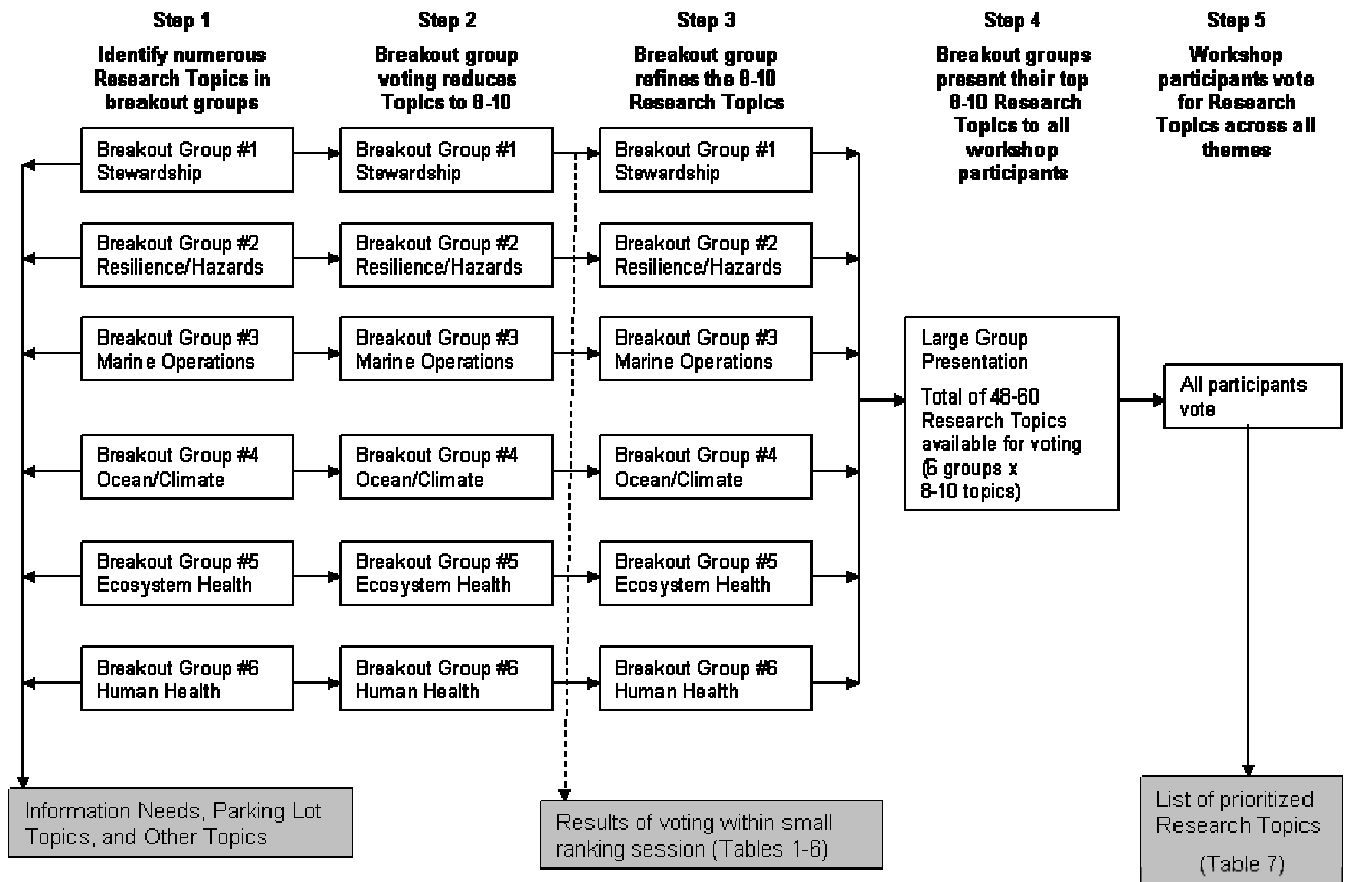 Step 1
Identify numerous
Research Topics in
breakout groups
Step 2
Breakout group
voting reduces
Topics to 8-10
Step 3
Breakout group
refines the 8-10
Research Topics
Step 4
Breakout groups
present their top
8-10 Research
Topics to all
workshop
participants
Step 5
Workshop
participants vote
for Research
Topics across all
themes
Breakout Group #1
Stewardship
Breakout Group #1
Stewardship
Breakout Group #1
Stewardship
Breakout Group #2
Resilience/Hazards
Breakout Group #2
Resilience/Hazards
Breakout Group #2
Resilience/Hazards
Breakout Group #3
Marine Operations
Breakout Group #3
Marine Operations
Breakout Group #3
Marine Operations
Breakout Group #4
Ocean/Climate
Breakout Group #4
Ocean/Climate
Breakout Group #4
Ocean/Climate
Breakout Group #5
Ecosystem Health
Breakout Group #5
Ecosystem Health
Breakout Group #5
Ecosystem Health
Breakout Group #6
Human Health
Breakout Group #6
Human Health
Breakout Group #6
Human Health
Large Group
Presentation
Total of 48-60
Research Topics
available for voting
(6 groups x
8-10 topics)
All participants
vote
Information Needs, Parking Lot
Topics, and Other Topics
Results of voting within small
ranking session (Tables 1-6)
List of prioritized
Research Topics
(Table 7)